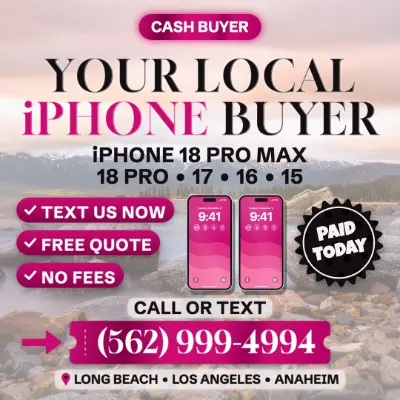 CASH BUYER
YOUR LOCAL
iPHONE BUYER
iPHONE 18 PRO MAX
18 PRO • 17 • 16 • 15
✓ TEXT US NOW
✓ FREE QUOTE
✓ NO FEES
9:41
9:41
PAID
TODAY
CALL OR TEXT
(562) 999-4994
LONG BEACH • LOS ANGELES • ANAHEIM